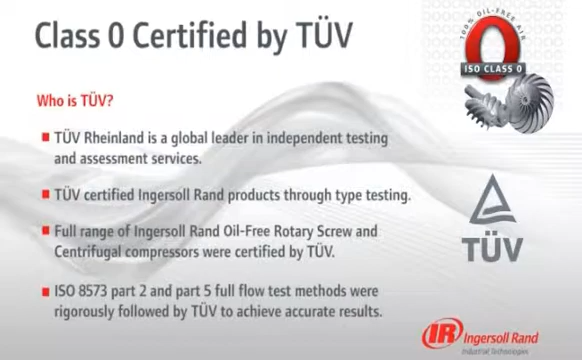 Class 0 Certified by TÜV
100% OIL-FREE AIR
0
ISO CLASS 0
Who is TÜV?
TÜV Rheinland is a global leader in independent testing
and assessment services.
TÜV certified Ingersoll Rand products through type testing.
Full range of Ingersoll Rand Oil-Free Rotary Screw and
Centrifugal compressors were certified by TÜV.
ISO 8573 part 2 and part 5 full flow test methods were
rigorously followed by TÜV to achieve accurate results.
TÜV
IR Ingersoll Rand
Industrial Technologies